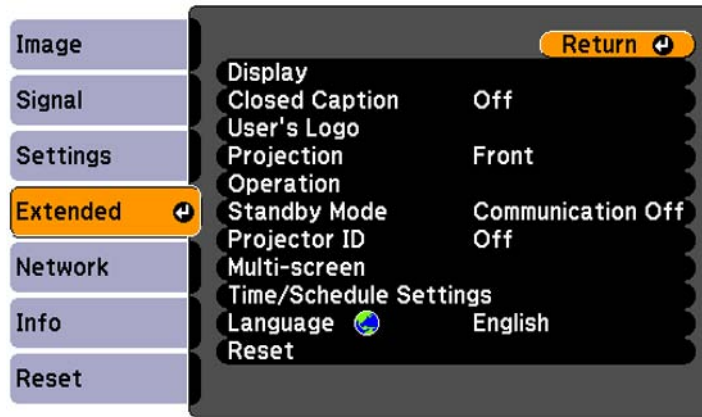 Image
Signal
Settings
Extended
Network
Info
Reset
Return
Display
Closed Caption Off
User's Logo
Projection Front
Operation
Standby Mode Communication Off
Projector ID Off
Multi-screen
Time/Schedule Settings
Language English
Reset